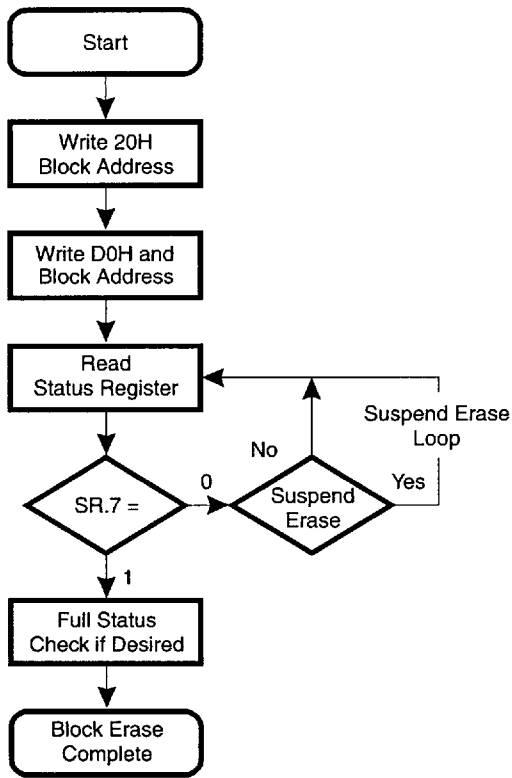 Start
Write 20H
Block Address
Write D0H and
Block Address
Read
Status Register
Suspend Erase
Loop
No
Yes
0
SR.7 =
Suspend
Erase
1
Full Status
Check if Desired
Block Erase
Complete